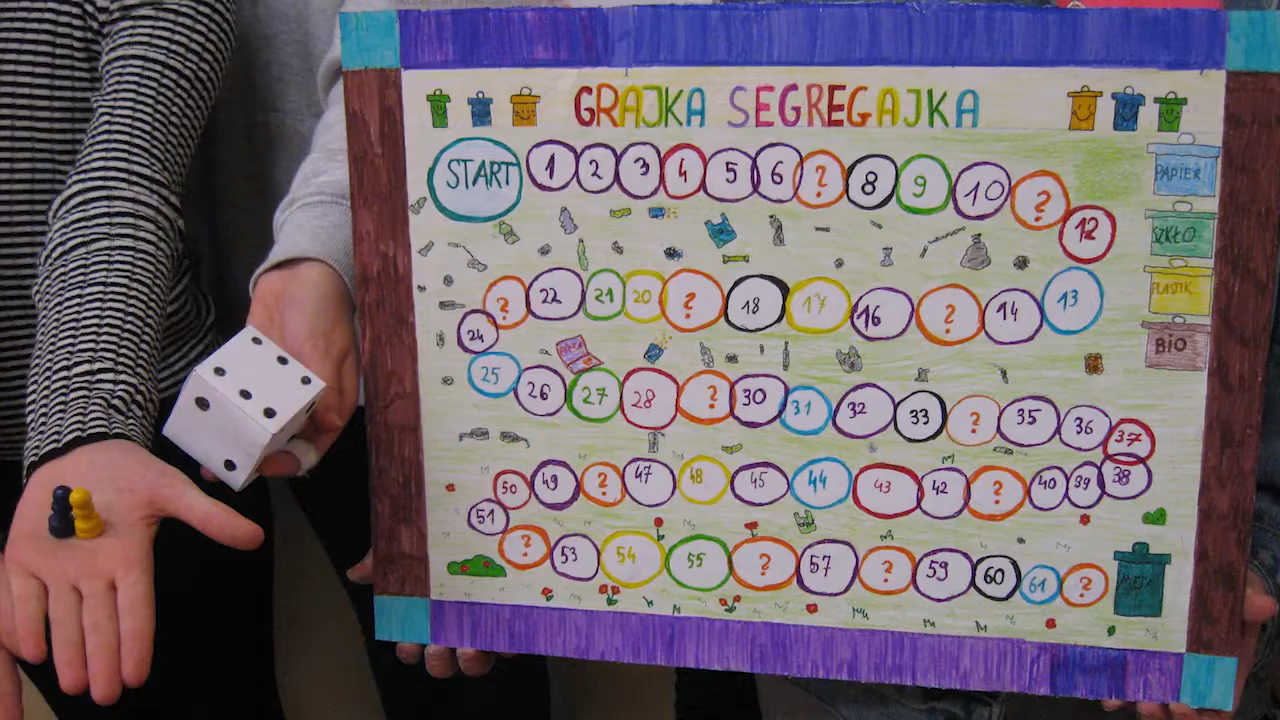 GRAJKA SEGREGAJKA
START 1 2 3 4 5 6 ? 8 9 10 ? 12
PAPIER
SZKŁO
PLASTIK
BIO
? 22 21 20 ? 18 17 16 ? 14 13
24
25 26 27 28 ? 30 31 32 33 ? 35 36 37
50 49 ? 47 48 45 44 43 42 ? 40 39 38
51
? 53 54 55 ? 57 ? 59 60 61 ?
META